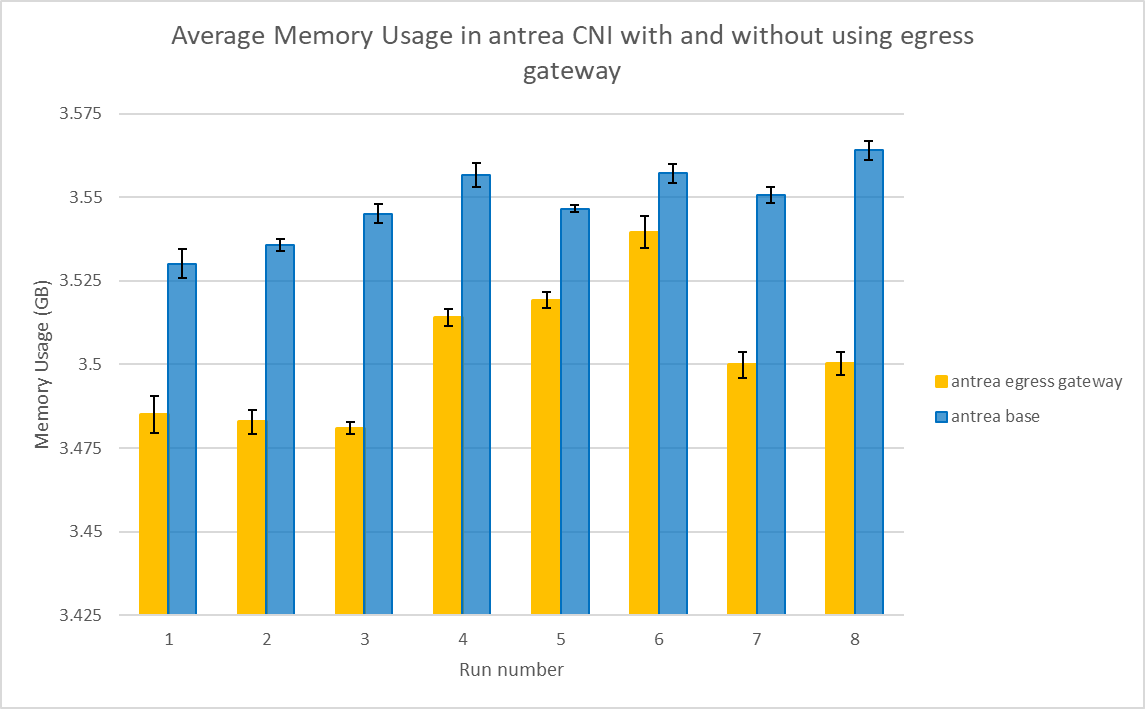 Average Memory Usage in antrea CNI with and without using egress
gateway
3.575
3.55
3.525
3.5
3.475
3.45
3.425
Memory Usage (GB)
1 2 3 4 5 6 7 8
Run number
antrea egress gateway
antrea base